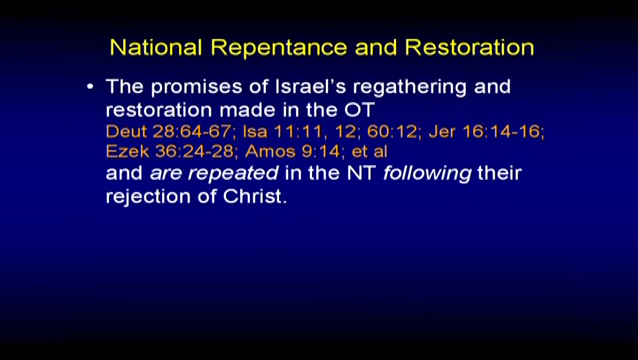 National Repentance and Restoration
• The promises of Israel's regathering and
restoration made in the OT
Deut 28:64-67; Isa 11:11, 12; 60:12; Jer 16:14-16;
Ezek 36:24-28; Amos 9:14; et al
and are repeated in the NT following their
rejection of Christ.